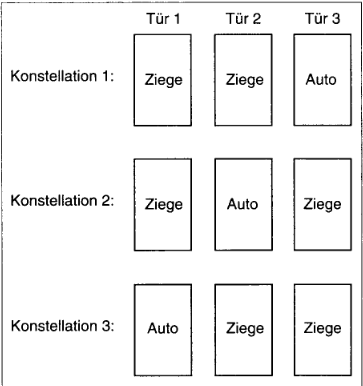 Tür 1 Tür 2 Tür 3
Konstellation 1: Ziege Ziege Auto
Konstellation 2: Ziege Auto Ziege
Konstellation 3: Auto Ziege Ziege